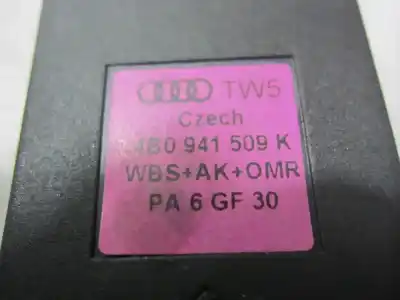 TW5
Czech
4B0 941 509 K
WBS+AK+OMR
PA 6 GF 30